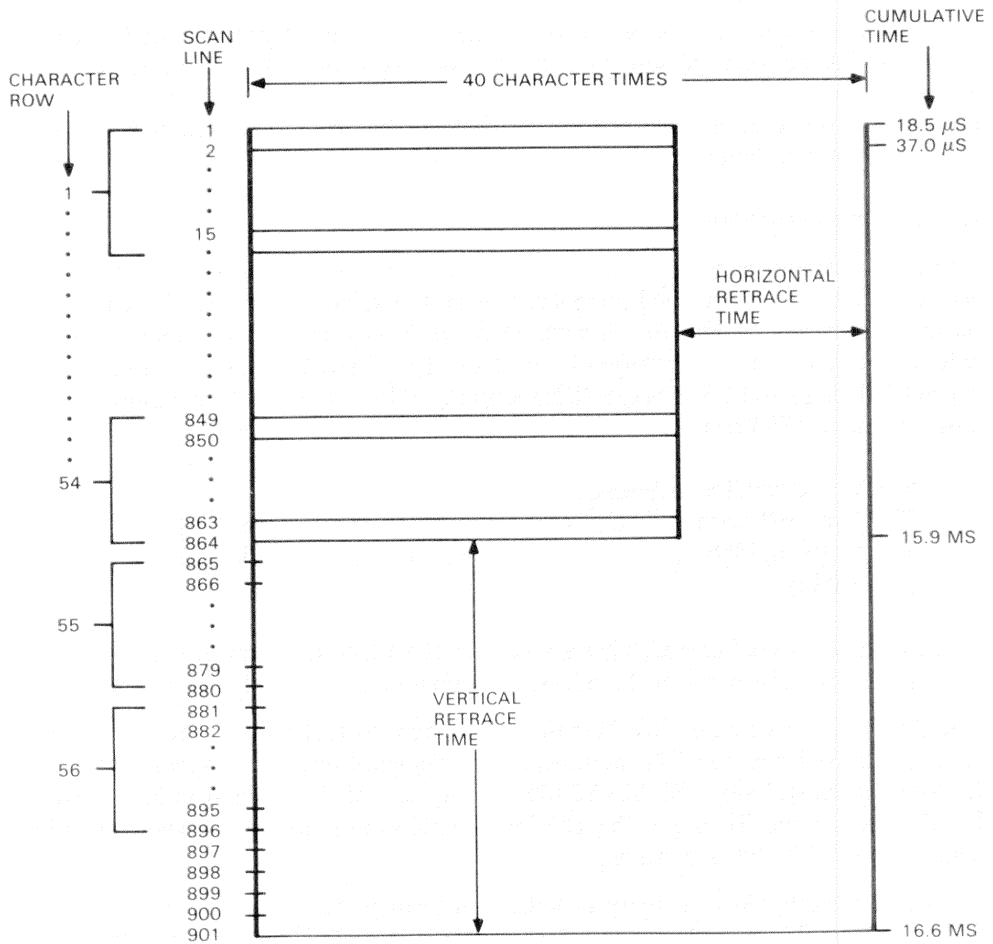 CUMULATIVE
TIME
SCAN
LINE
CHARACTER
ROW
40 CHARACTER TIMES
1
18.5 μS
2
37.0 μS
1
15
HORIZONTAL
RETRACE
TIME
849
850
54
863
864
15.9 MS
865
866
55
879
880
VERTICAL
RETRACE
TIME
881
882
56
895
896
897
898
899
900
901
16.6 MS